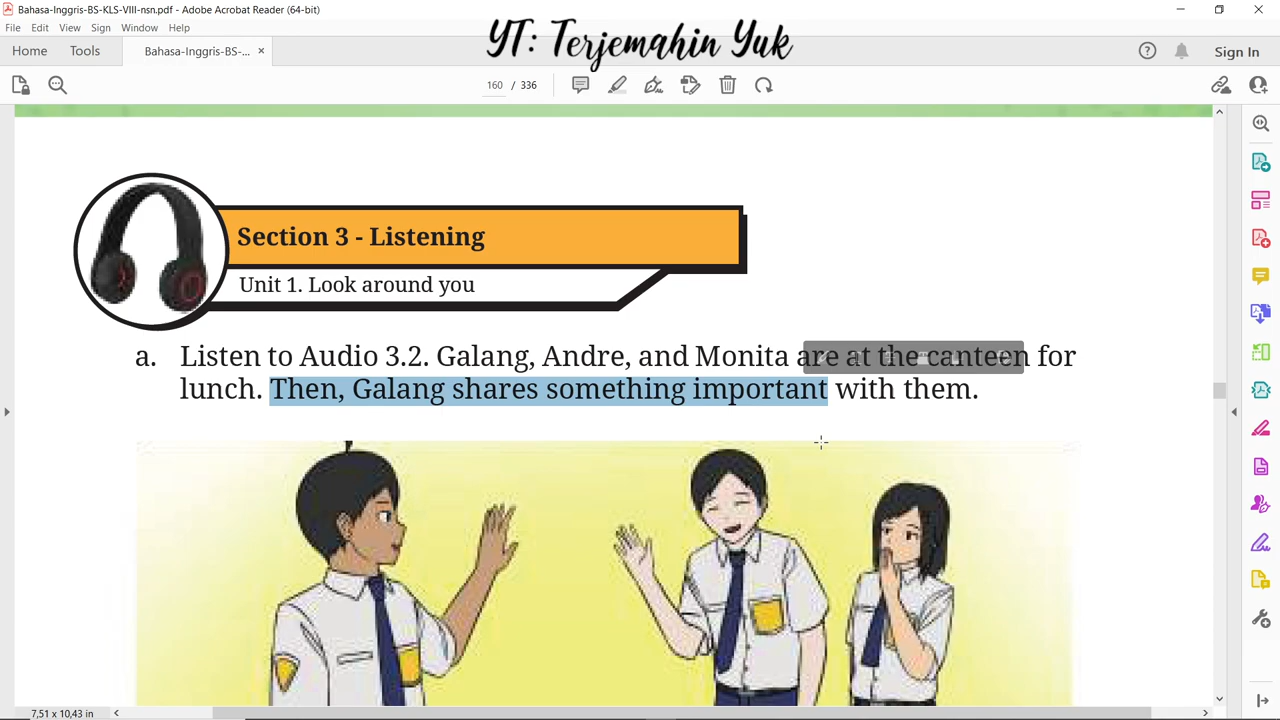 Bahasa-Inggris-BS-KLS-VIII-nsn.pdf - Adobe Acrobat Reader (64-bit)
YT: Terjemahin Yuk
File Edit View Sign Window Help
Home Tools Bahasa-Inggris-BS-... × Sign In
160 / 336
Section 3 - Listening
Unit 1. Look around you
a. Listen to Audio 3.2. Galang, Andre, and Monita are at the canteen for
lunch. Then, Galang shares something important with them.
7,51 x 10,43 in